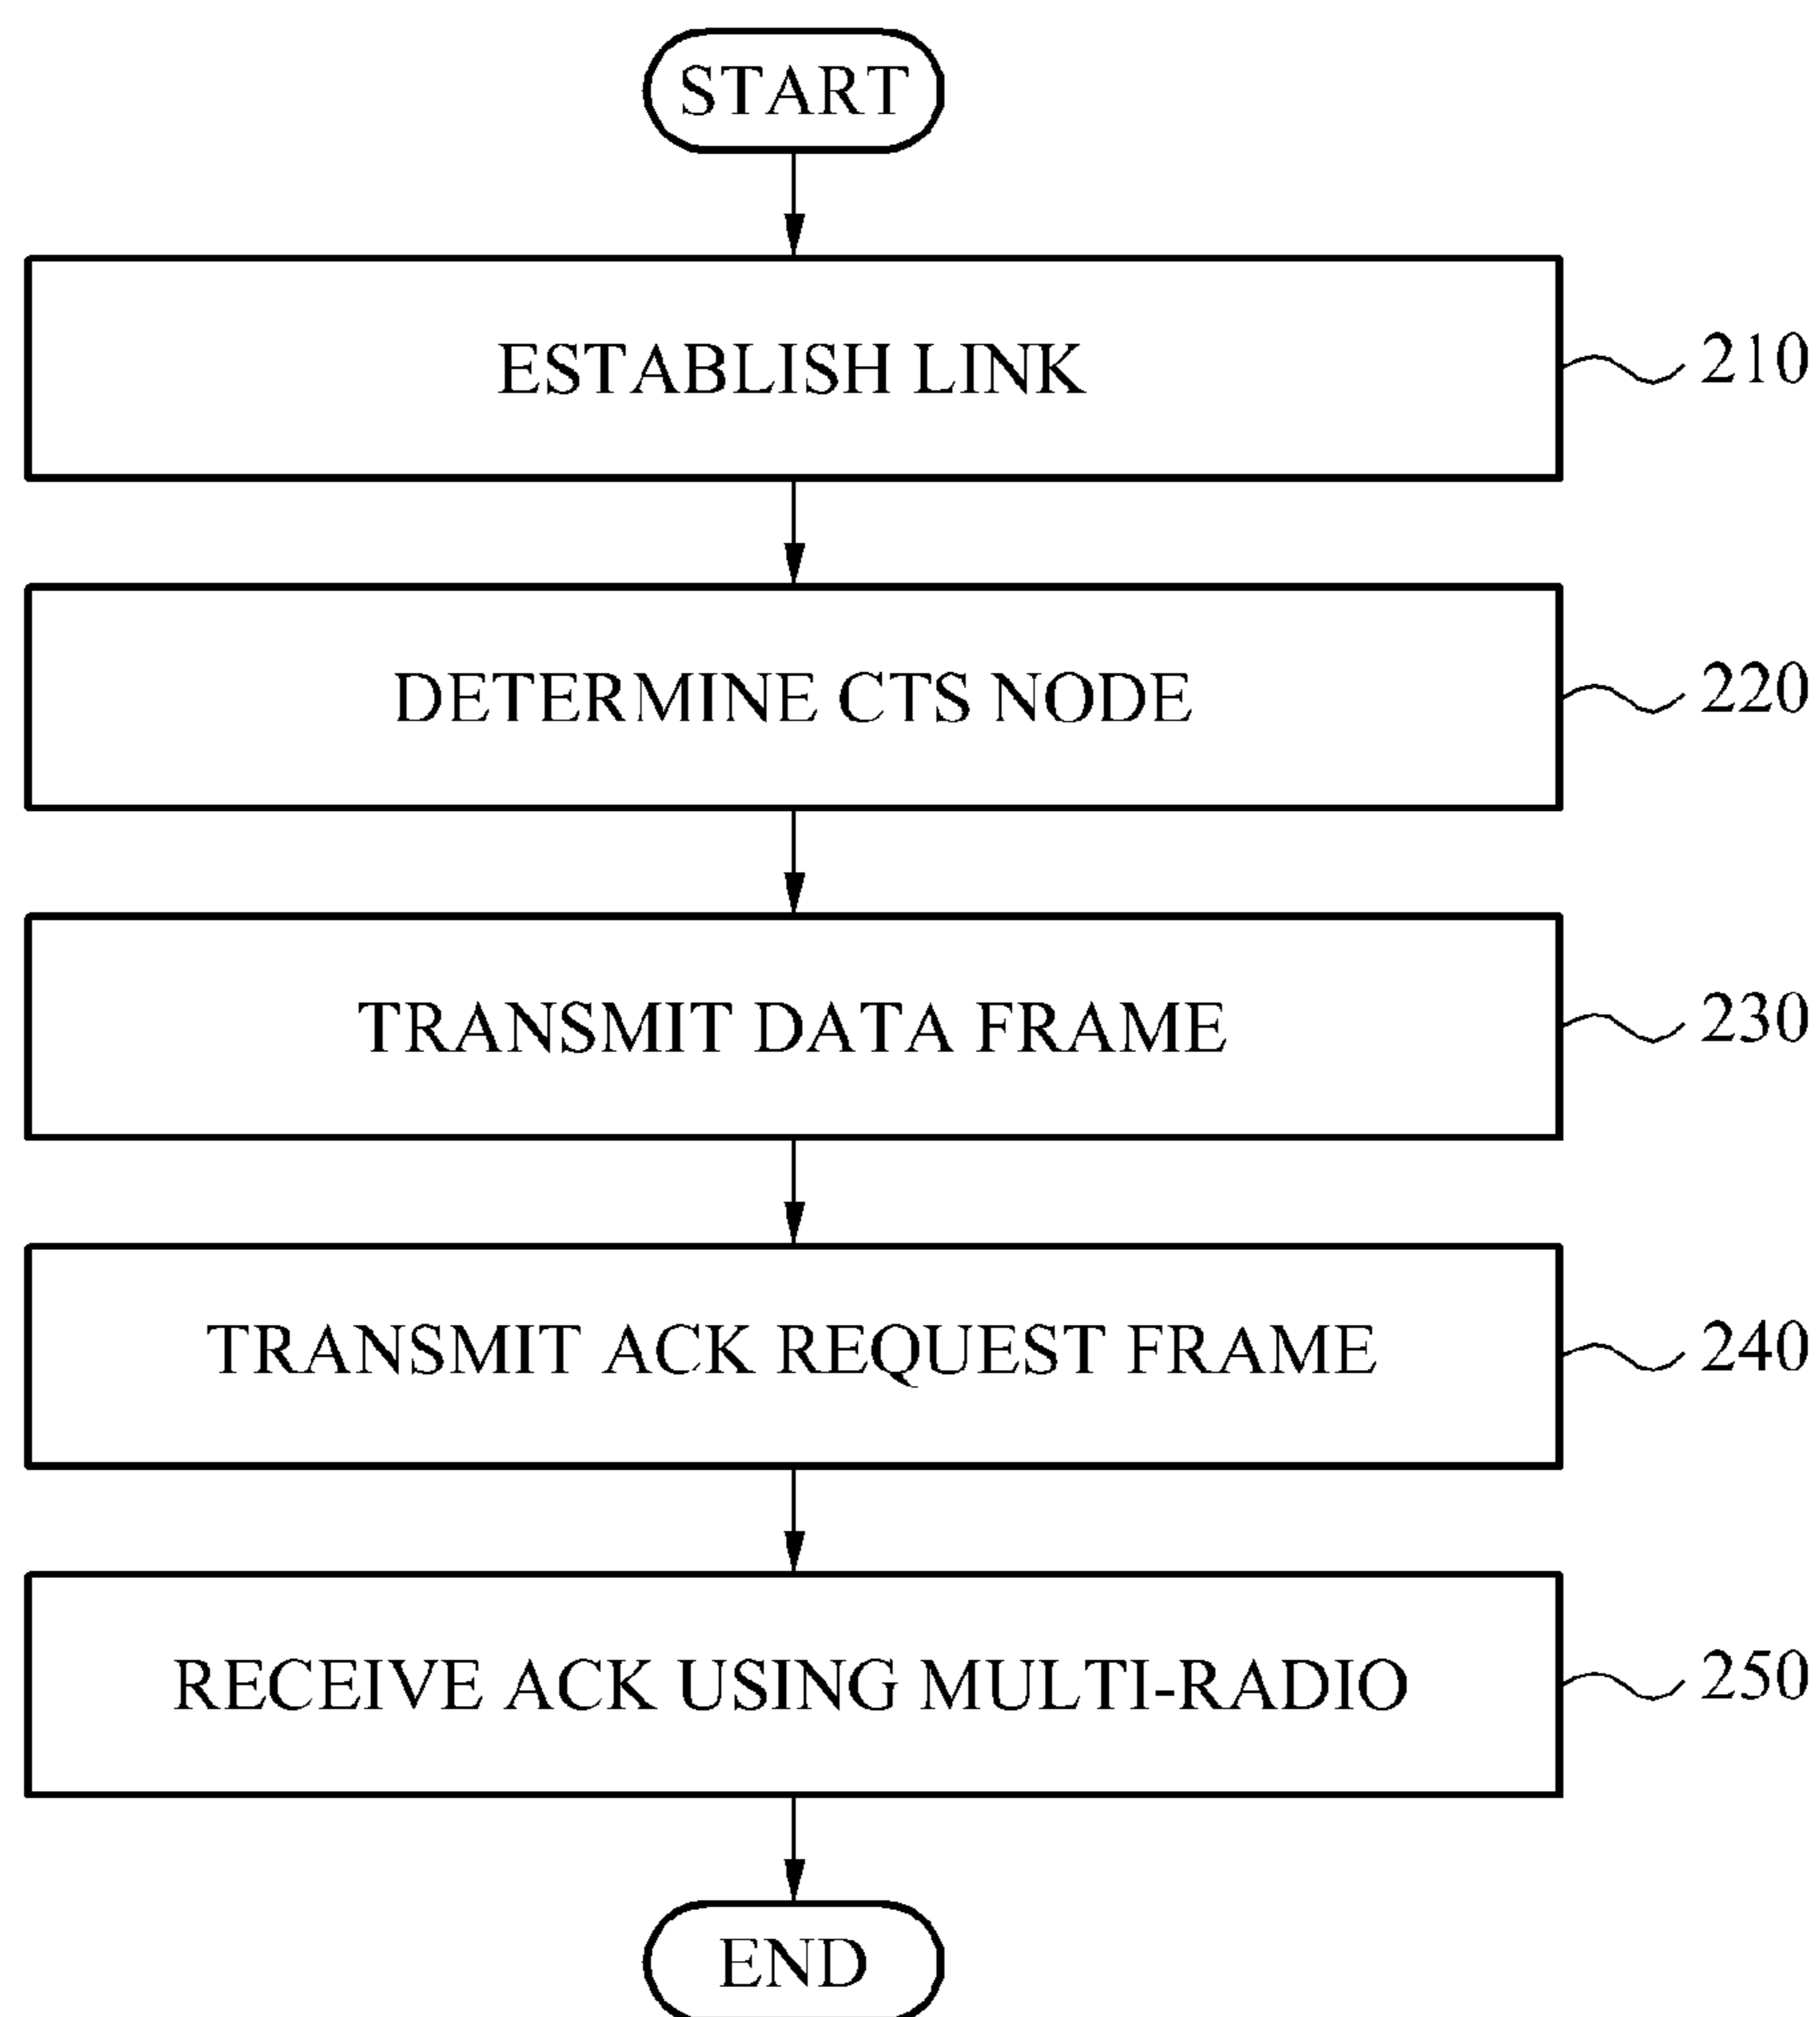 START
ESTABLISH LINK
210
DETERMINE CTS NODE
220
TRANSMIT DATA FRAME
230
TRANSMIT ACK REQUEST FRAME
240
RECEIVE ACK USING MULTI-RADIO
250
END